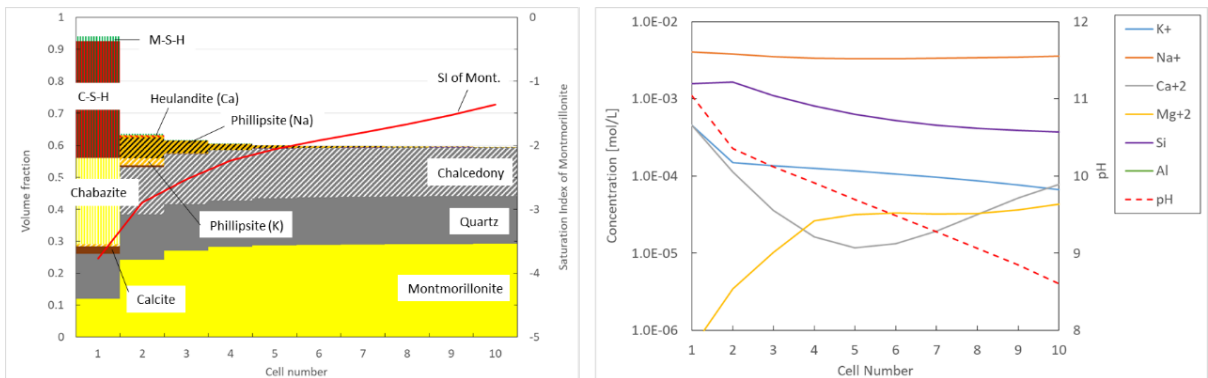 1
0.9
0.8
0.7
0.6
0.5
0.4
0.3
0.2
0.1
0
Volume fraction
M-S-H
C-S-H
Heulandite (Ca)
Phillipsite (Na)
SI of Mont.
Chabazite
Chalcedony
Phillipsite (K)
Quartz
Calcite
Montmorillonite
0
-1
-2
-3
-4
-5
Saturation Index of Montmorillonite
1 2 3 4 5 6 7 8 9 10
Cell number
1.0E-02
1.0E-03
1.0E-04
1.0E-05
1.0E-06
Concentration [mol/L]
12
11
10
9
8
pH
1 2 3 4 5 6 7 8 9 10
Cell Number
K+
Na+
Ca+2
Mg+2
Si
Al
pH